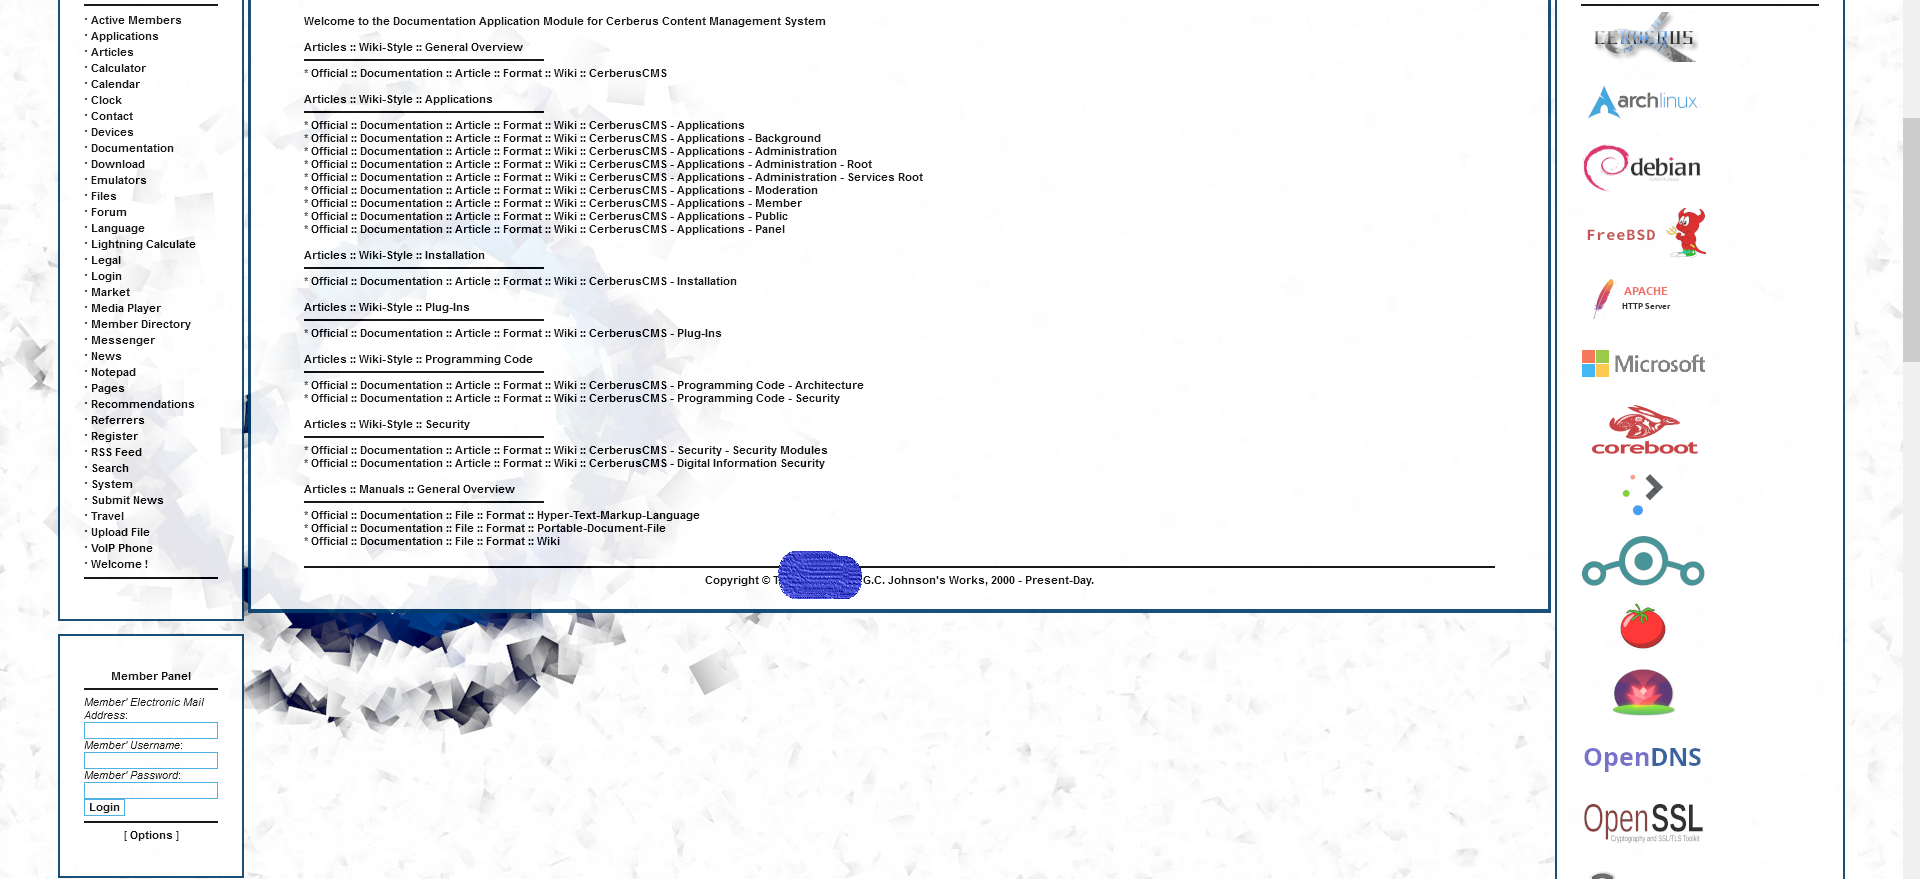 · Active Members
· Applications
· Articles
· Calculator
· Calendar
· Clock
· Contact
· Devices
· Documentation
· Download
· Emulators
· Files
· Forum
· Language
· Lightning Calculate
· Legal
· Login
· Market
· Media Player
· Member Directory
· Messenger
· News
· Notepad
· Pages
· Recommendations
· Referrers
· Register
· RSS Feed
· Search
· System
· Submit News
· Travel
· Upload File
· VoIP Phone
· Welcome !
Member Panel
Member' Electronic Mail
Address:
Member' Username:
Member' Password:
Login
[ Options ]
Welcome to the Documentation Application Module for Cerberus Content Management System
Articles :: Wiki-Style :: General Overview
* Official :: Documentation :: Article :: Format :: Wiki :: CerberusCMS
Articles :: Wiki-Style :: Applications
* Official :: Documentation :: Article :: Format :: Wiki :: CerberusCMS - Applications
* Official :: Documentation :: Article :: Format :: Wiki :: CerberusCMS - Applications - Background
* Official :: Documentation :: Article :: Format :: Wiki :: CerberusCMS - Applications - Administration
* Official :: Documentation :: Article :: Format :: Wiki :: CerberusCMS - Applications - Administration - Root
* Official :: Documentation :: Article :: Format :: Wiki :: CerberusCMS - Applications - Administration - Services Root
* Official :: Documentation :: Article :: Format :: Wiki :: CerberusCMS - Applications - Moderation
* Official :: Documentation :: Article :: Format :: Wiki :: CerberusCMS - Applications - Member
* Official :: Documentation :: Article :: Format :: Wiki :: CerberusCMS - Applications - Public
* Official :: Documentation :: Article :: Format :: Wiki :: CerberusCMS - Applications - Panel
Articles :: Wiki-Style :: Installation
* Official :: Documentation :: Article :: Format :: Wiki :: CerberusCMS - Installation
Articles :: Wiki-Style :: Plug-Ins
* Official :: Documentation :: Article :: Format :: Wiki :: CerberusCMS - Plug-Ins
Articles :: Wiki-Style :: Programming Code
* Official :: Documentation :: Article :: Format :: Wiki :: CerberusCMS - Programming Code - Architecture
* Official :: Documentation :: Article :: Format :: Wiki :: CerberusCMS - Programming Code - Security
Articles :: Wiki-Style :: Security
* Official :: Documentation :: Article :: Format :: Wiki :: CerberusCMS - Security - Security Modules
* Official :: Documentation :: Article :: Format :: Wiki :: CerberusCMS - Digital Information Security
Articles :: Manuals :: General Overview
* Official :: Documentation :: File :: Format :: Hyper-Text-Markup-Language
* Official :: Documentation :: File :: Format :: Portable-Document-File
* Official :: Documentation :: File :: Format :: Wiki
Copyright © G.C. Johnson's Works, 2000 - Present-Day.
CERBERUS
archlinux
debian
FreeBSD
APACHE
HTTP Server
Microsoft
coreboot
OpenDNS
OpenSSL
Cryptography and SSL/TLS Toolkit